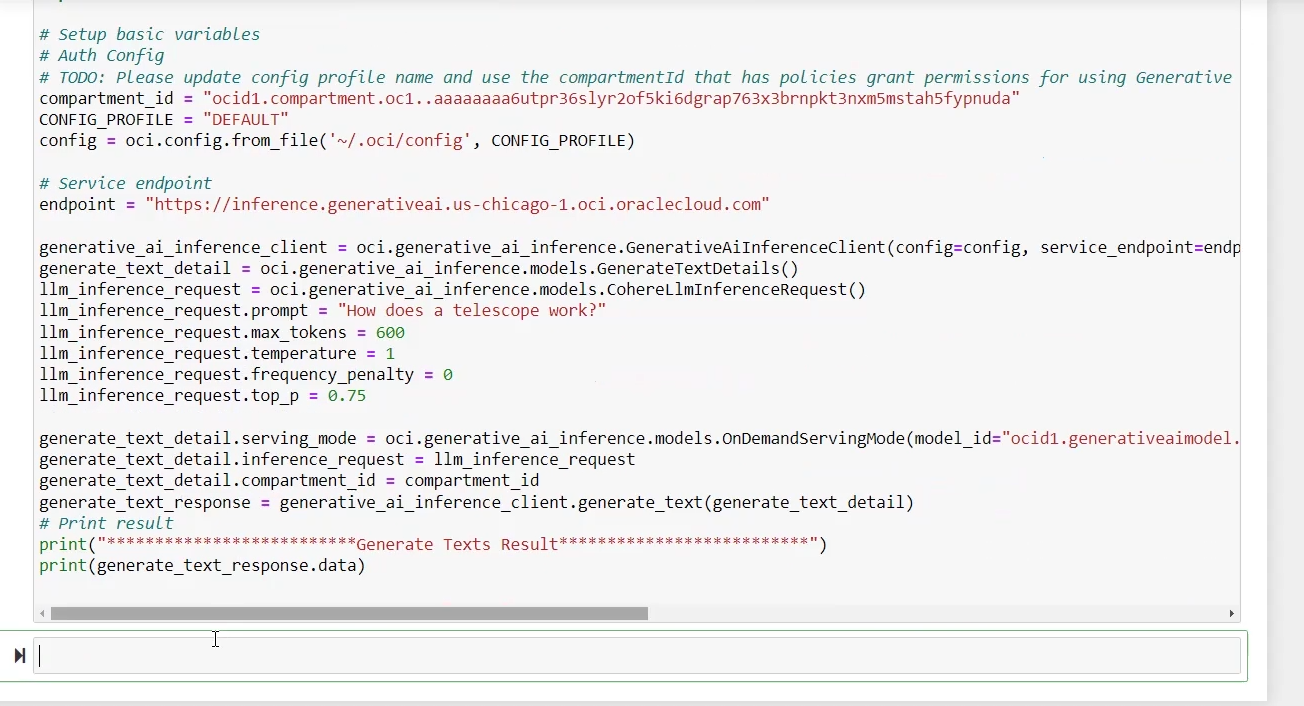 # Setup basic variables
# Auth Config
# TODO: Please update config profile name and use the compartmentId that has policies grant permissions for using Generative
compartment_id = "ocid1.compartment.oc1..aaaaaaaa6utpr36slyr2of5ki6dgrap763x3brnpkt3nxm5mstah5fypnuda"
CONFIG_PROFILE = "DEFAULT"
config = oci.config.from_file('~/.oci/config', CONFIG_PROFILE)
# Service endpoint
endpoint = "https://inference.generativeai.us-chicago-1.oci.oraclecloud.com"
generative_ai_inference_client = oci.generative_ai_inference.GenerativeAiInferenceClient(config=config, service_endpoint=endp
generate_text_detail = oci.generative_ai_inference.models.GenerateTextDetails()
llm_inference_request = oci.generative_ai_inference.models.CohereLlmInferenceRequest()
llm_inference_request.prompt = "How does a telescope work?"
llm_inference_request.max_tokens = 600
llm_inference_request.temperature = 1
llm_inference_request.frequency_penalty = 0
llm_inference_request.top_p = 0.75
generate_text_detail.serving_mode = oci.generative_ai_inference.models.OnDemandServingMode(model_id="ocid1.generativeaimodel.
generate_text_detail.inference_request = llm_inference_request
generate_text_detail.compartment_id = compartment_id
generate_text_response = generative_ai_inference_client.generate_text(generate_text_detail)
# Print result
print("**************************Generate Texts Result**************************")
print(generate_text_response.data)